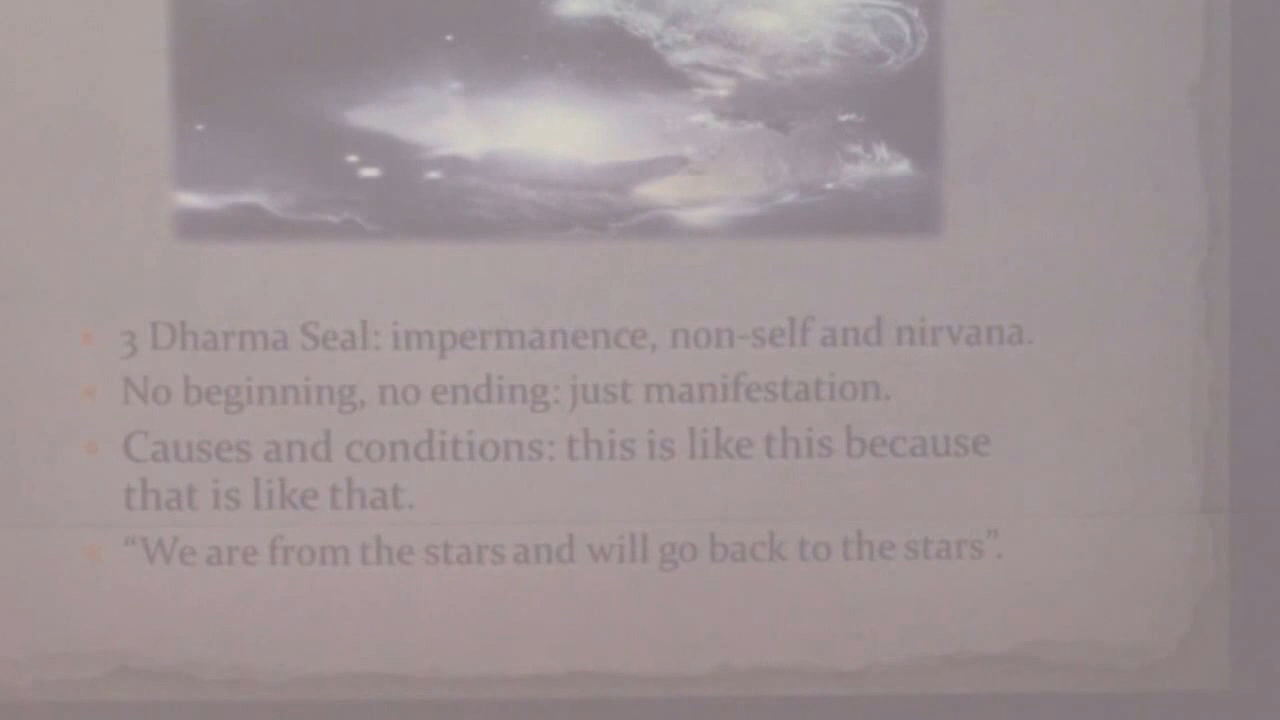 3 Dharma Seal: impermanence, non-self and nirvana.
No beginning, no ending: just manifestation.
Causes and conditions: this is like this because
that is like that.
“We are from the stars and will go back to the stars”.